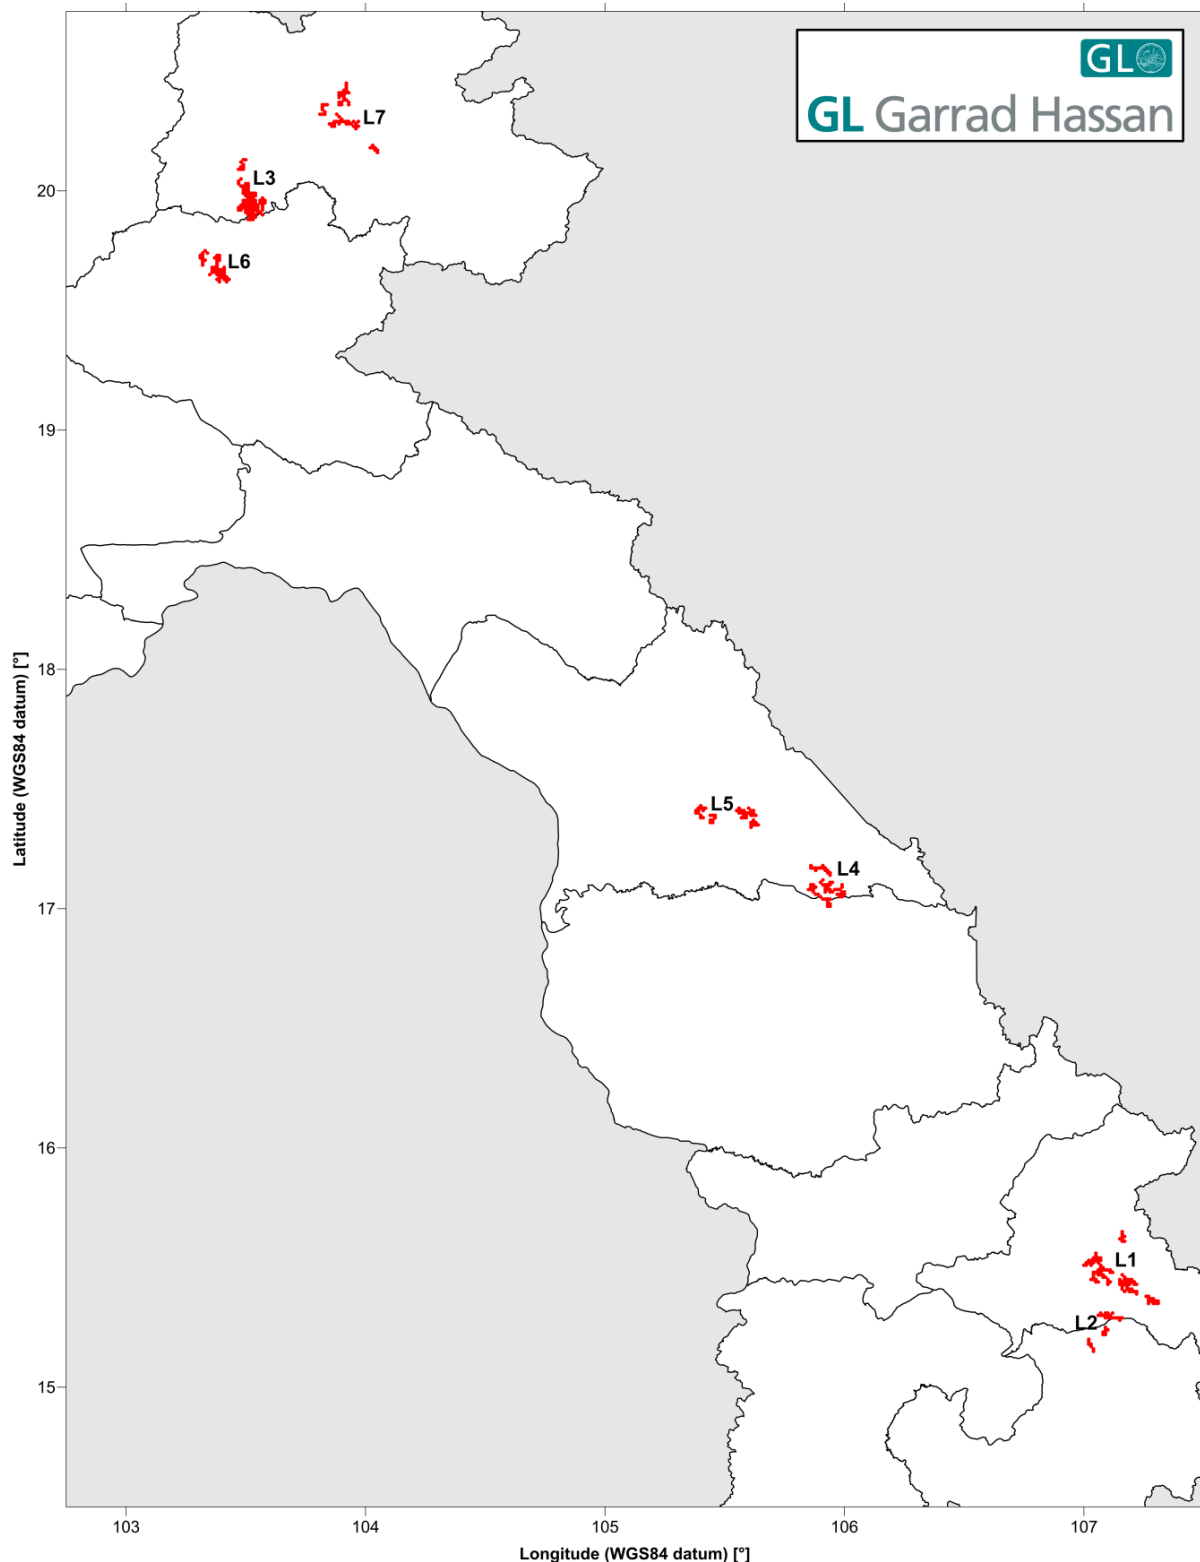 GL
GL Garrad Hassan
L7
L3
L6
L5
L4
L1
L2
20
19
18
17
16
15
Latitude (WGS84 datum) [°]
103
104
105
106
107
Longitude (WGS84 datum) [°]